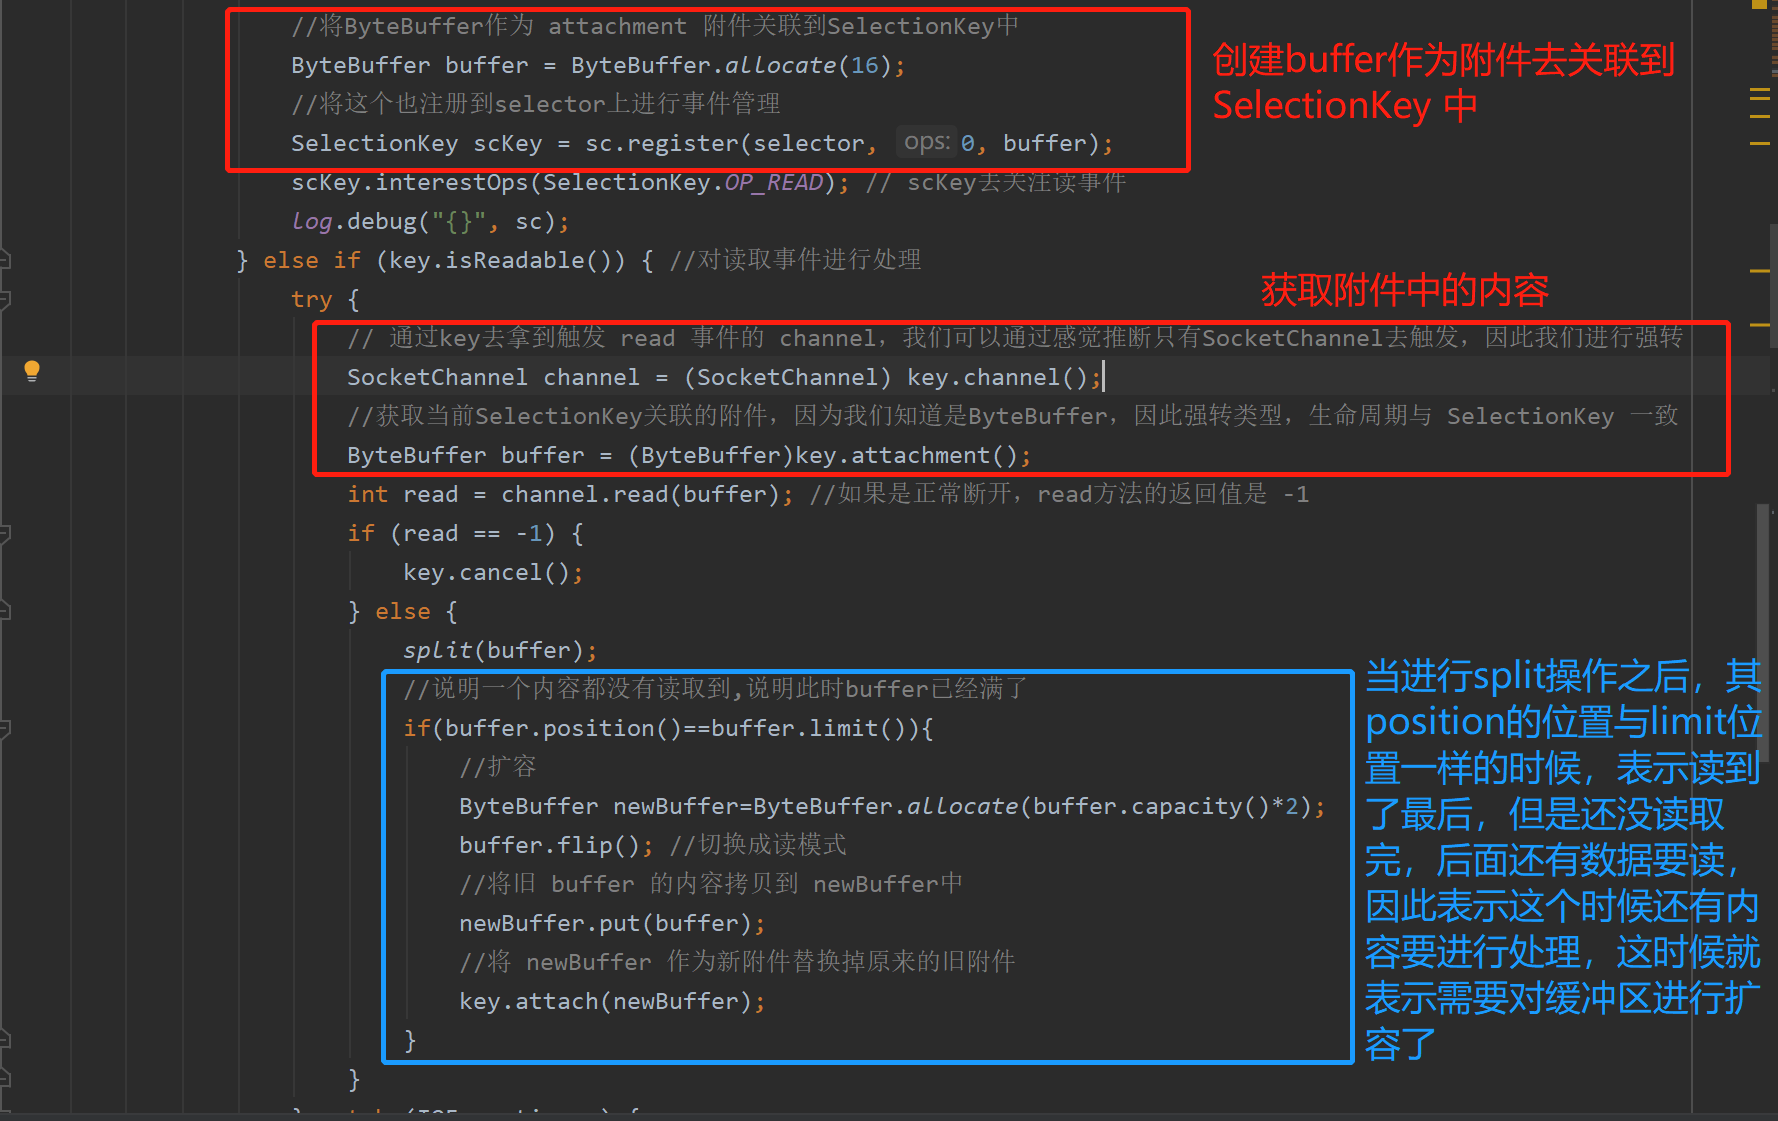 //将ByteBuffer作为 attachment 附件关联到SelectionKey中
ByteBuffer buffer = ByteBuffer.allocate(16);
//将这个也注册到selector上进行事件管理
SelectionKey scKey = sc.register(selector, ops: 0, buffer);
创建buffer作为附件去关联到
SelectionKey 中
scKey.interestOps(SelectionKey.OP_READ); // scKey去关注读事件
log.debug("{}", sc);
} else if (key.isReadable()) { //对读取事件进行处理
try {
获取附件中的内容
// 通过key去拿到触发 read 事件的 channel，我们可以通过感觉推断只有SocketChannel去触发，因此我们进行强转
SocketChannel channel = (SocketChannel) key.channel();
//获取当前SelectionKey关联的附件，因为我们知道是ByteBuffer，因此强转类型，生命周期与 SelectionKey 一致
ByteBuffer buffer = (ByteBuffer)key.attachment();
int read = channel.read(buffer); //如果是正常断开，read方法的返回值是 -1
if (read == -1) {
key.cancel();
} else {
split(buffer);
//说明一个内容都没有读取到,说明此时buffer已经满了
if(buffer.position()==buffer.limit()){
//扩容
ByteBuffer newBuffer=ByteBuffer.allocate(buffer.capacity()*2);
buffer.flip(); //切换成读模式
//将旧 buffer 的内容拷贝到 newBuffer中
newBuffer.put(buffer);
//将 newBuffer 作为新附件替换掉原来的旧附件
key.attach(newBuffer);
}
当进行split操作之后，其
position的位置与limit位
置一样的时候，表示读到
了最后，但是还没读取
完，后面还有数据要读，
因此表示这个时候还有内
容要进行处理，这时候就
表示需要对缓冲区进行扩
容了
}